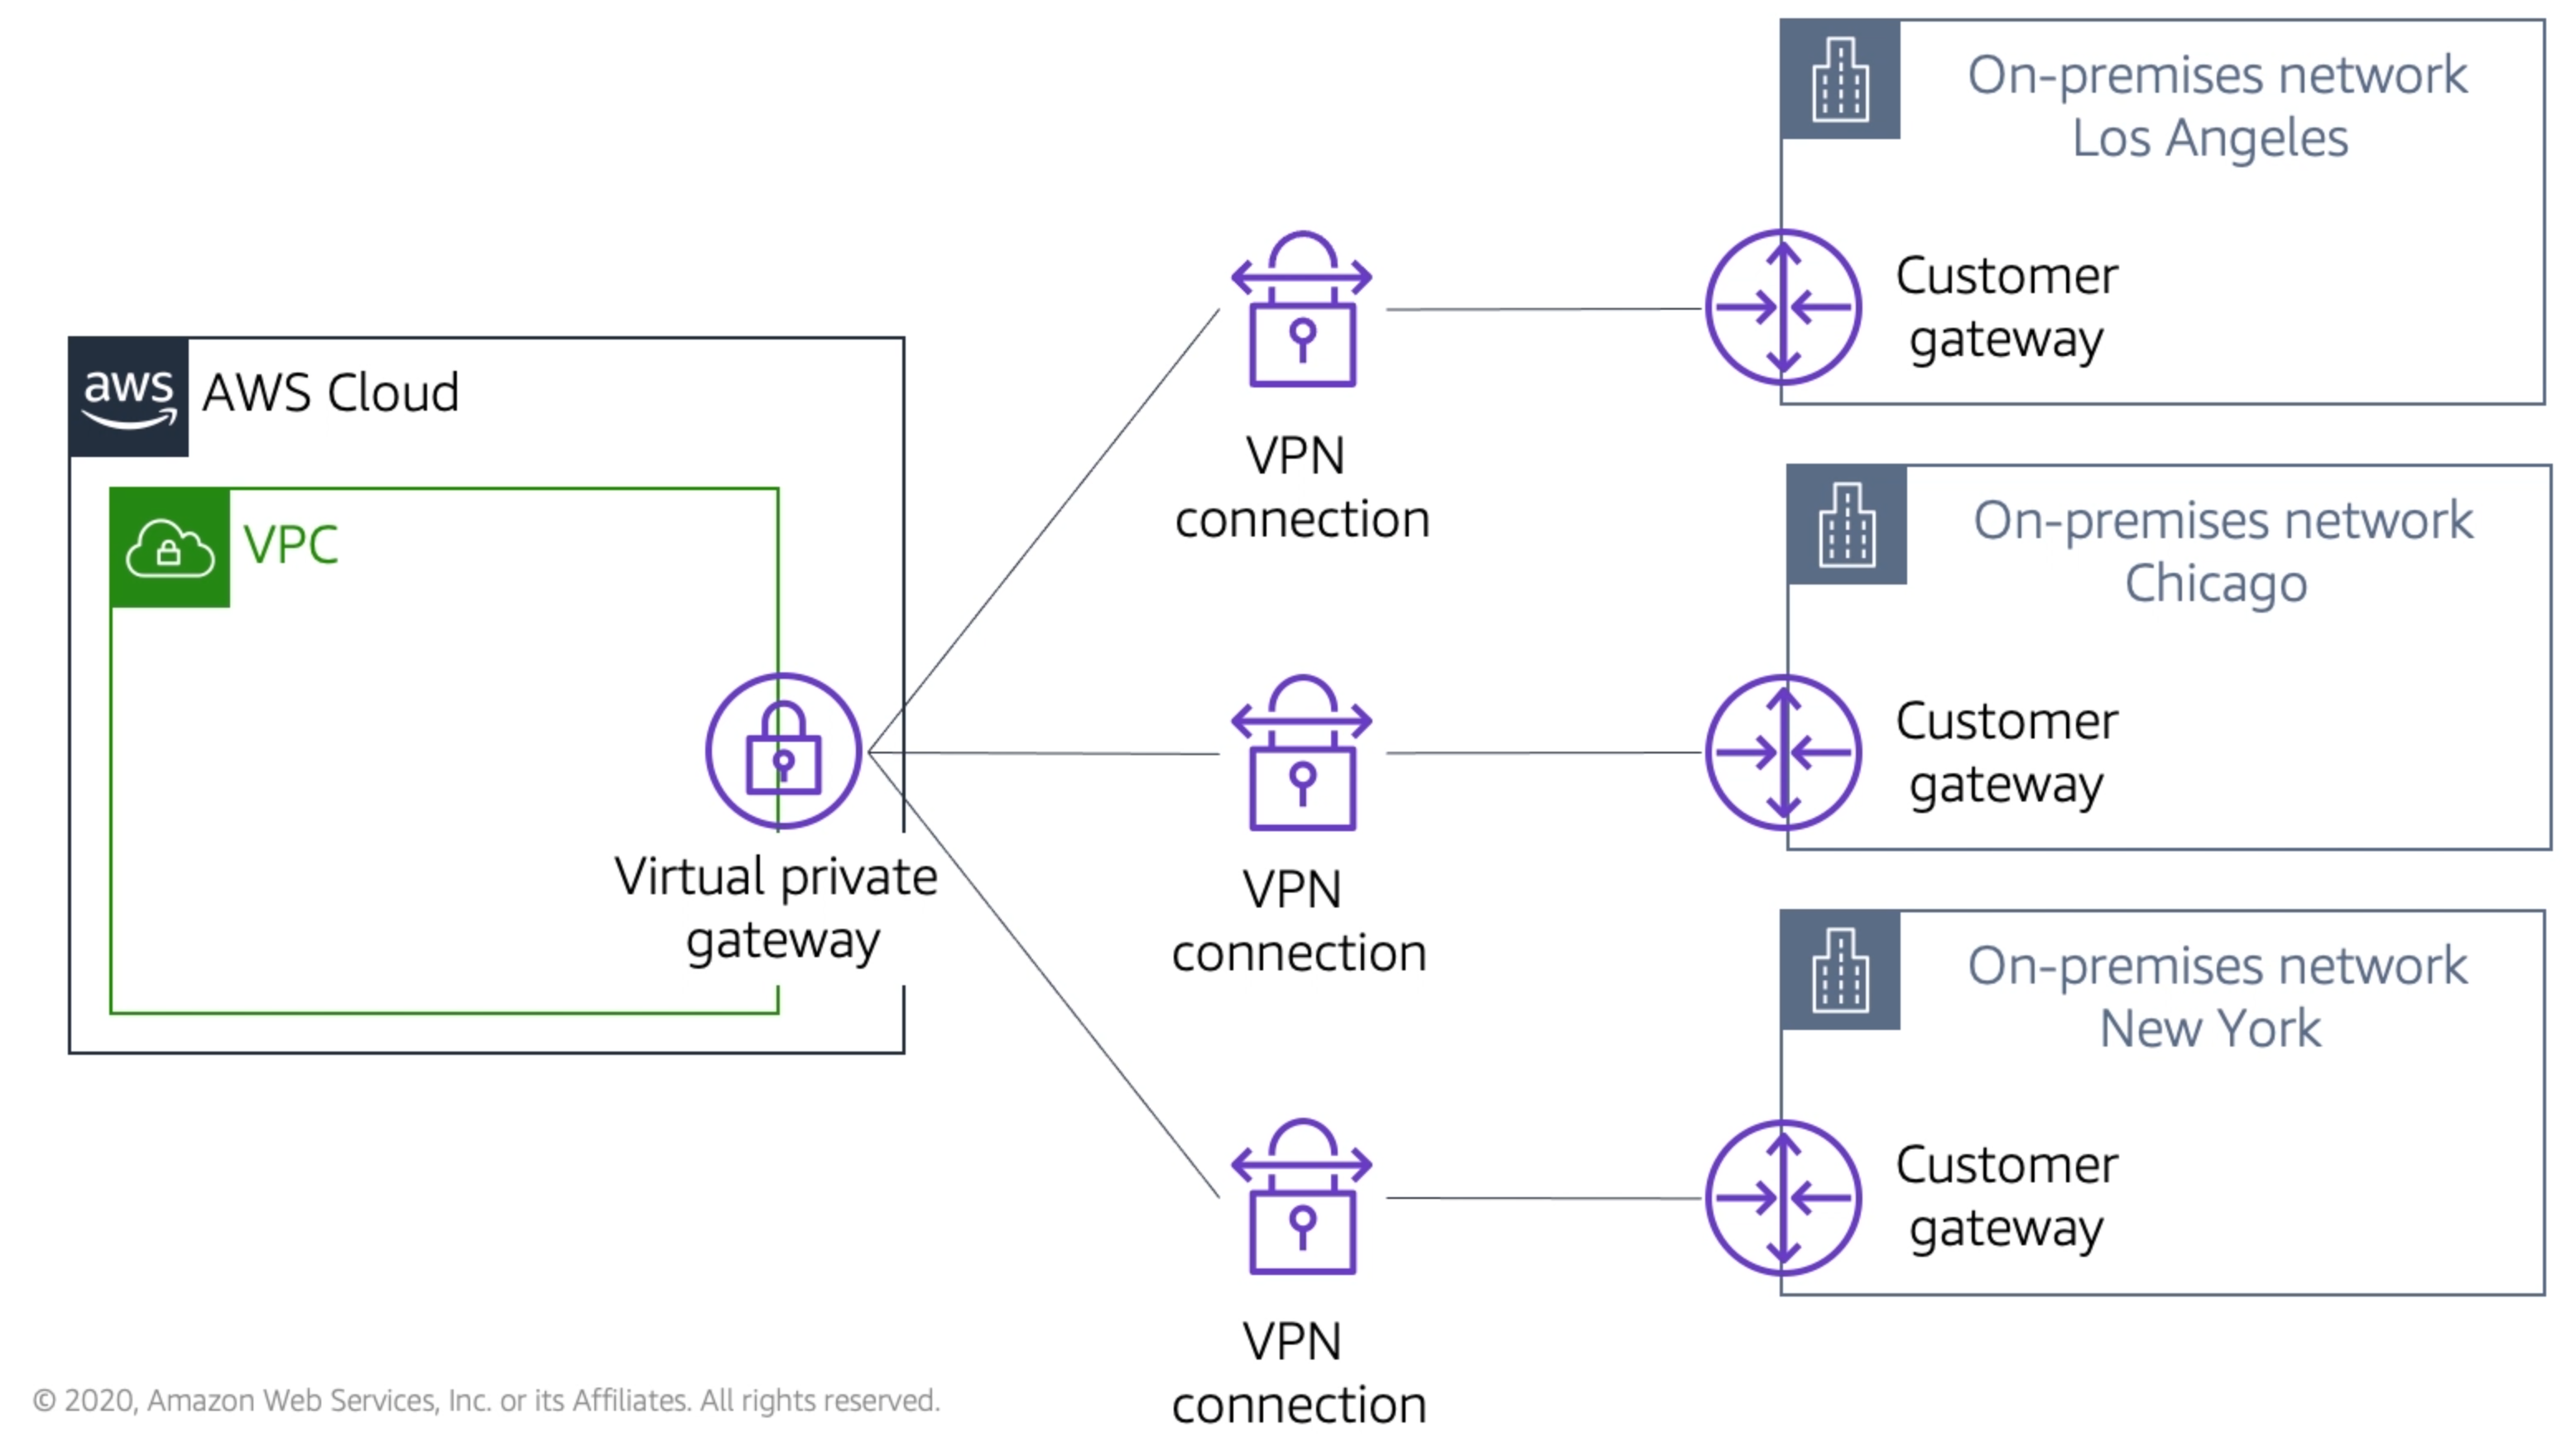 aws
AWS Cloud
VPC
Virtual private
gateway
VPN
connection
VPN
connection
VPN
connection
On-premises network
Los Angeles
Customer
gateway
On-premises network
Chicago
Customer
gateway
On-premises network
New York
Customer
gateway
© 2020, Amazon Web Services, Inc. or its Affiliates. All rights reserved.